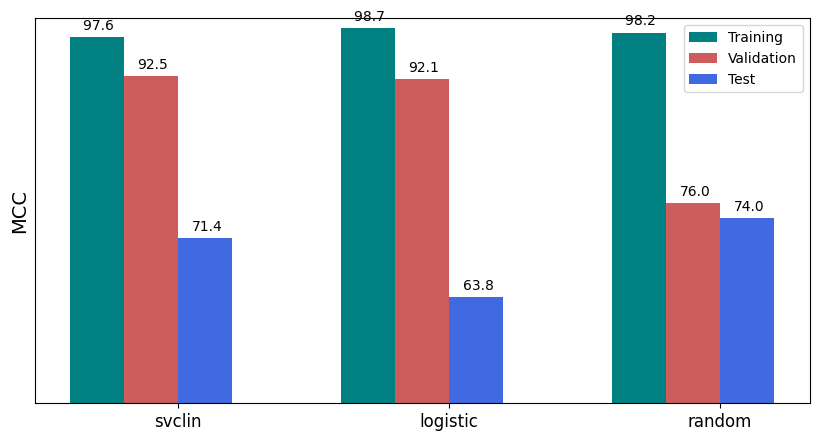 98.7
98.2
97.6
Training
Validation
Test
92.5
92.1
76.0
74.0
71.4
63.8
MCC
svclin
logistic
random